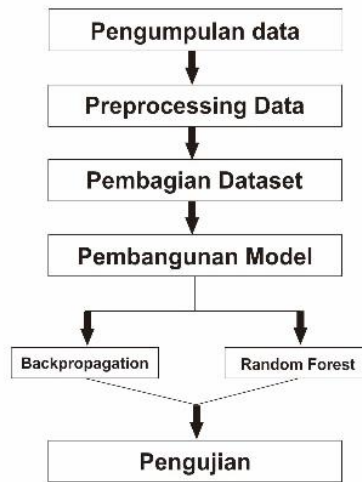 Pengumpulan data
Preprocessing Data
Pembagian Dataset
Pembangunan Model
Backpropagation
Random Forest
Pengujian